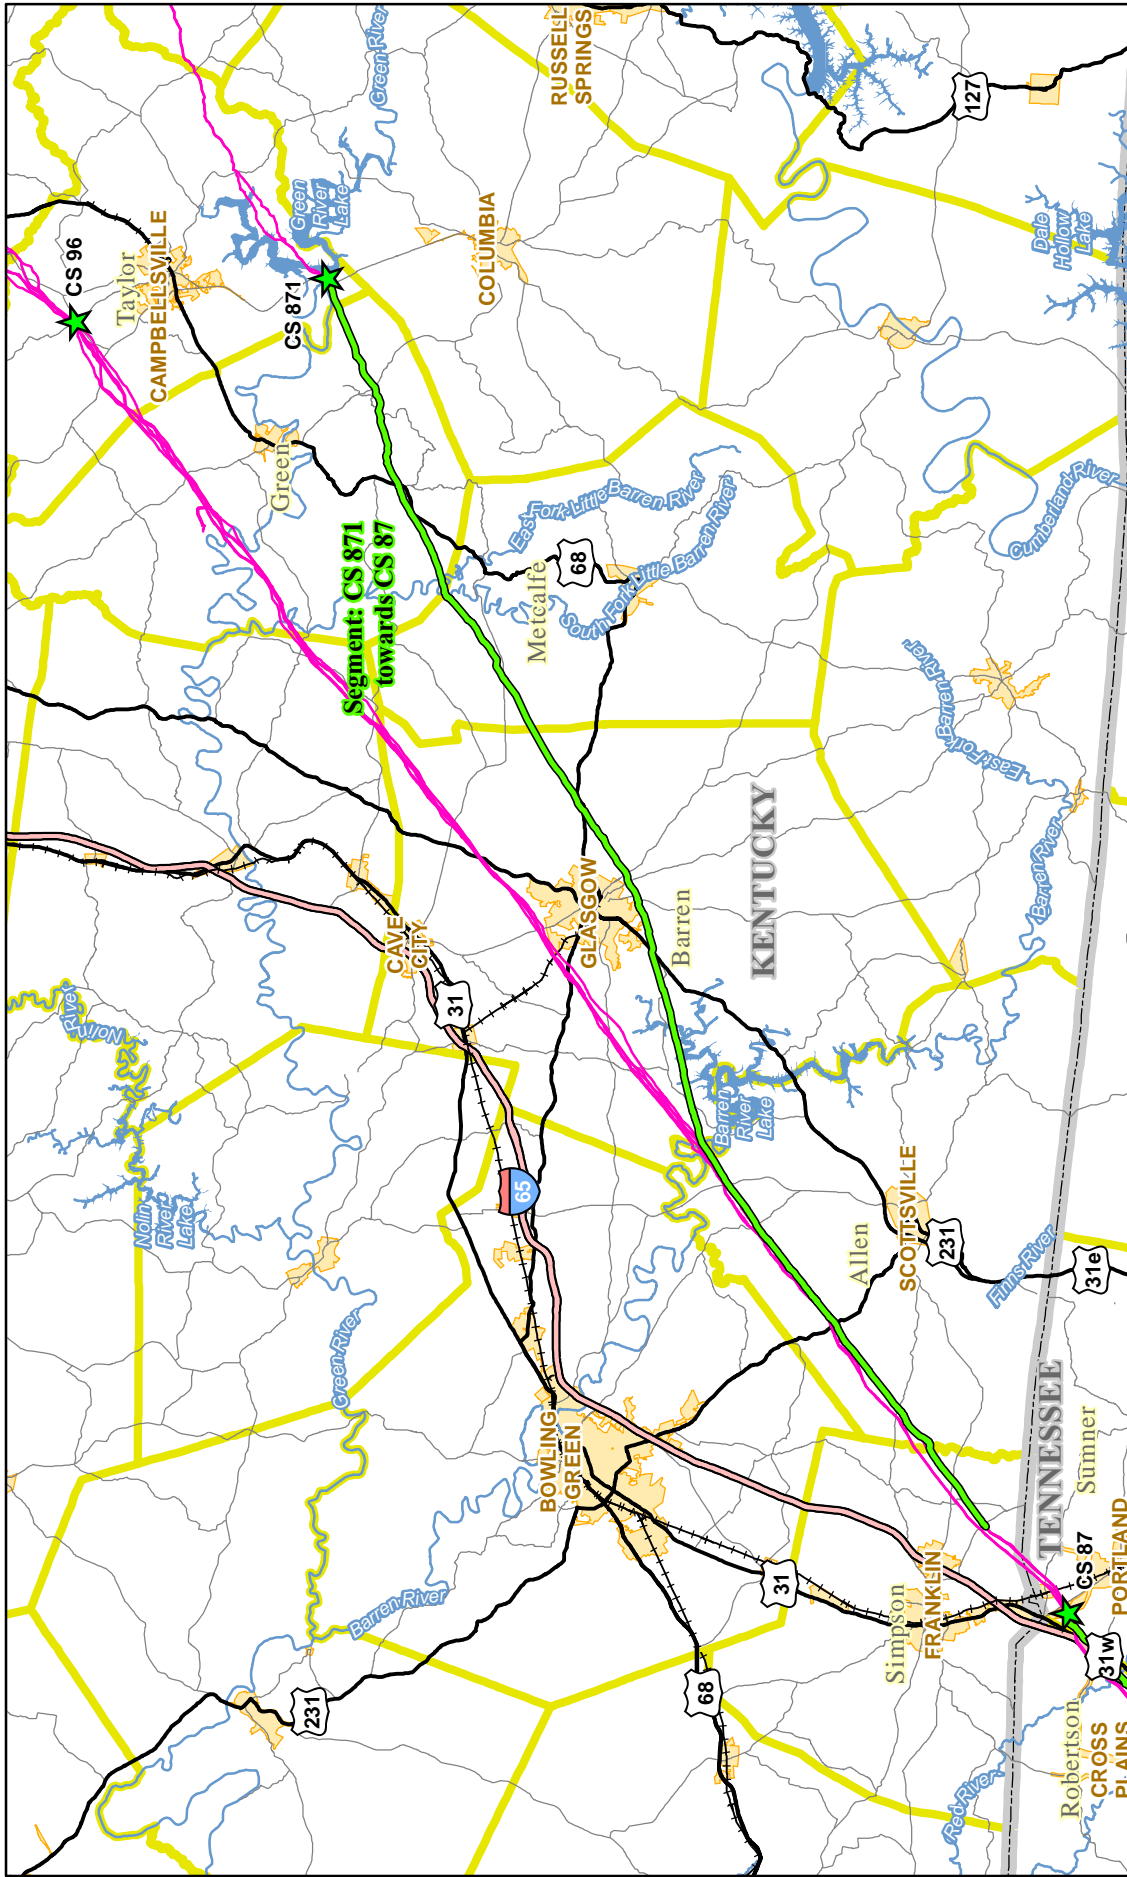 CS 96
Nolin
River
Taylor
CAMPBELLSVILLE
Nolin
River
Lake
Green
CS 871
Green
River
Lake
Green River
231
Green River
Segment: CS 871
towards CS 87
Barren River
CAVE
CITY
31
COLUMBIA
65
East Fork Little Barren River
Metcalfe
BOWLING
GREEN
RUSSELL
SPRINGS
68
South Fork Little Barren River
GLASGOW
Barren
68
Barren
River
Lake
KENTUCKY
31
Allen
Simpson
FRANKLIN
SCOTTSVILLE
231
East Fork Barren River
127
Red River
Finns River
Barren River
TENNESSEE
Dale
Hollow
Lake
Cumberland River
Robertson
CROSS
PLAINS
31w
CS 87
PORTLAND
Sumner
31e